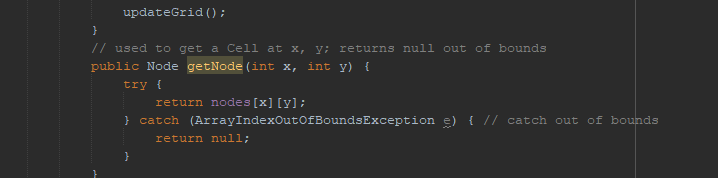 updateGrid();
}
// used to get a Cell at x, y; returns null out of bounds
public Node getNode(int x, int y) {
try {
return nodes[x][y];
} catch (ArrayIndexOutOfBoundsException e) { // catch out of bounds
return null;
}
}